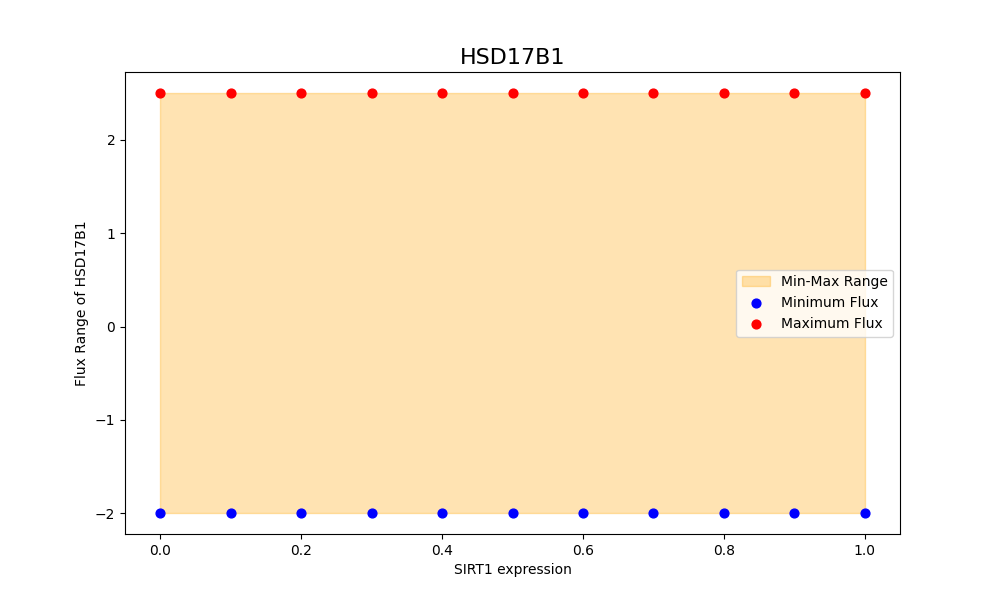 HSD17B1
Flux Range of HSD17B1
2
1
0
−1
−2
Min-Max Range
Minimum Flux
Maximum Flux
0.0 0.2 0.4 0.6 0.8 1.0
SIRT1 expression